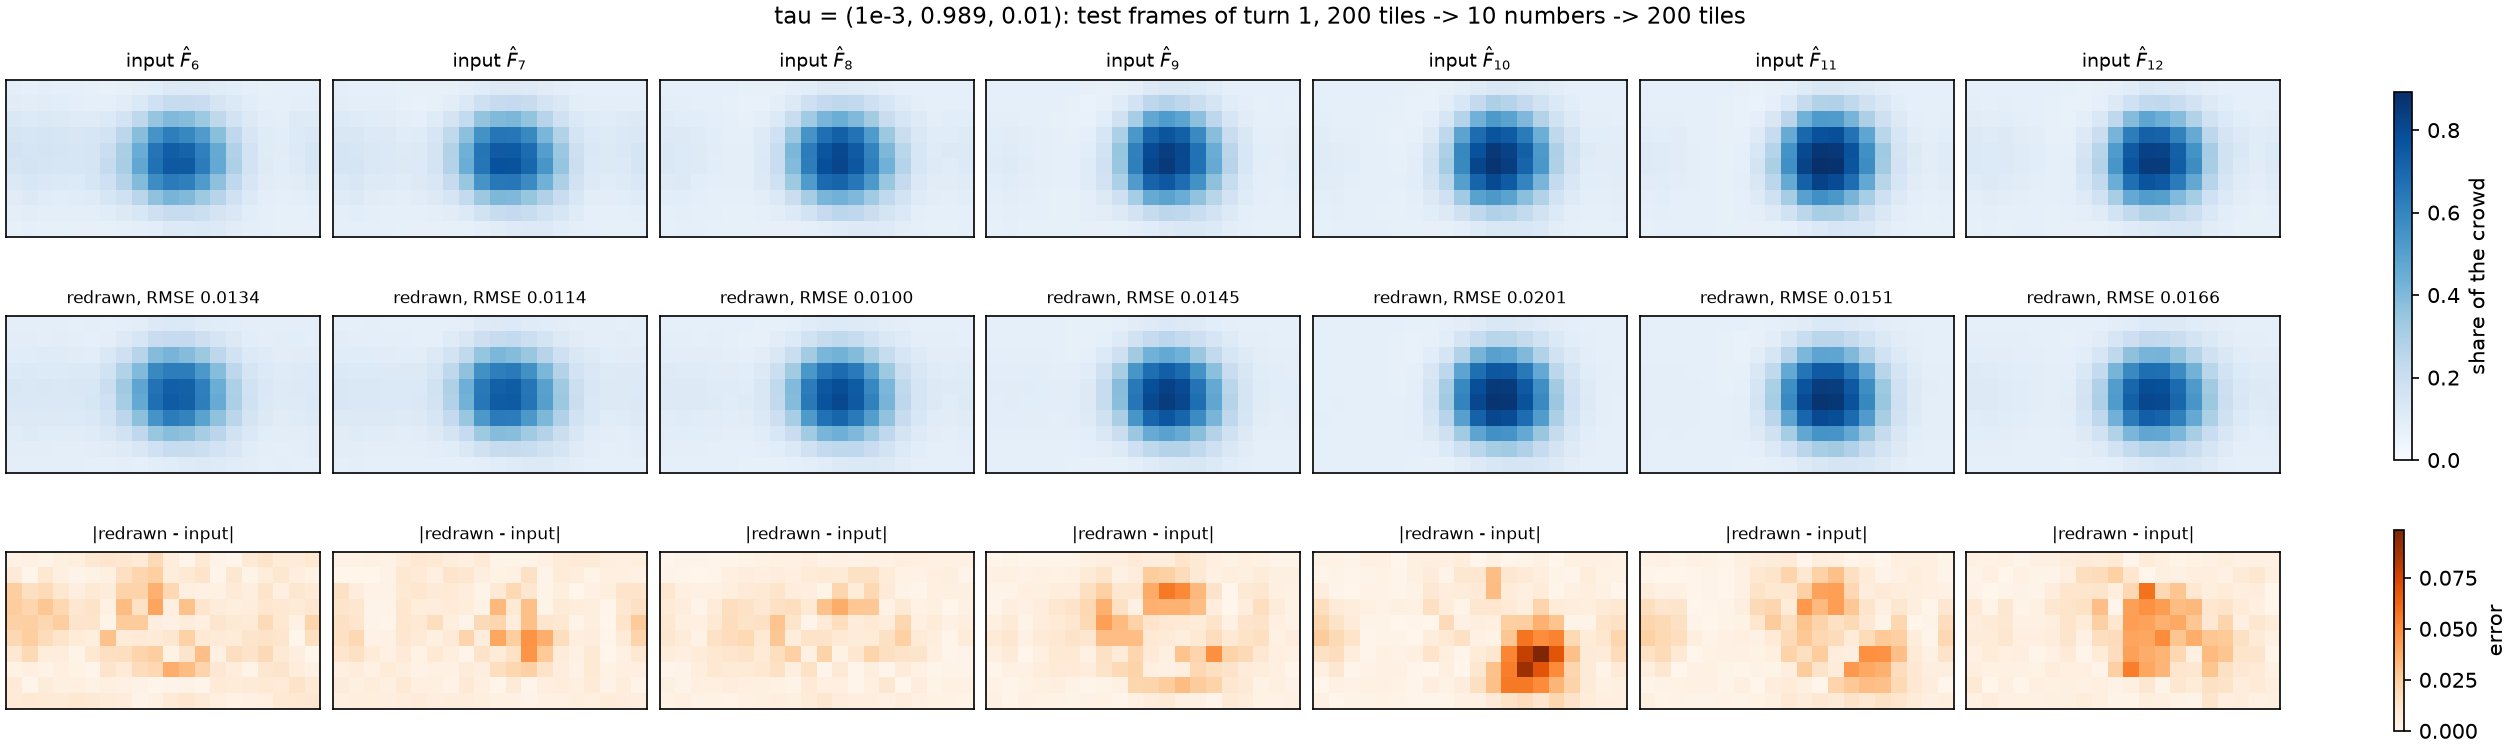 tau = (1e-3, 0.989, 0.01): test frames of turn 1, 200 tiles -> 10 numbers -> 200 tiles
input F̂₆
input F̂₇
input F̂₈
input F̂₉
input F̂₁₀
input F̂₁₁
input F̂₁₂
redrawn, RMSE 0.0134
redrawn, RMSE 0.0114
redrawn, RMSE 0.0100
redrawn, RMSE 0.0145
redrawn, RMSE 0.0201
redrawn, RMSE 0.0151
redrawn, RMSE 0.0166
0.8
0.6
0.4
0.2
0.0
share of the crowd
|redrawn - input|
|redrawn - input|
|redrawn - input|
|redrawn - input|
|redrawn - input|
|redrawn - input|
|redrawn - input|
0.075
0.050
0.025
0.000
error